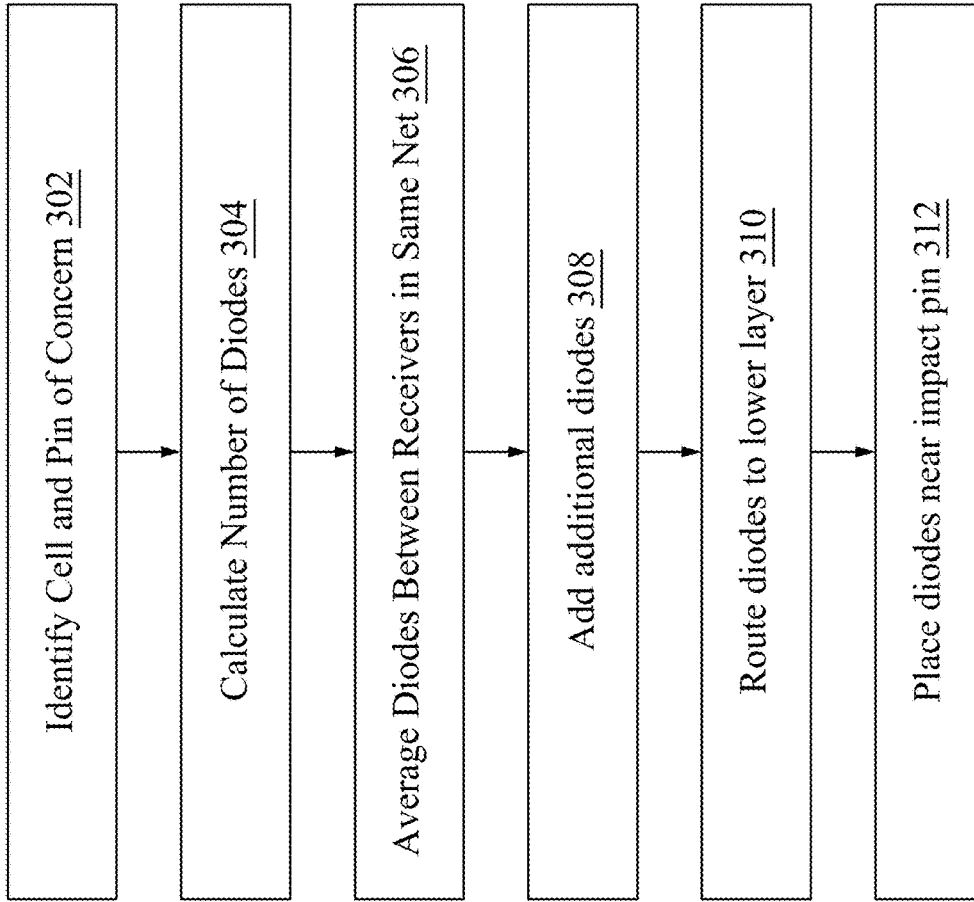 Identify Cell and Pin of Concern 302
Calculate Number of Diodes 304
Average Diodes Between Receivers in Same Net 306
Add additional diodes 308
Route diodes to lower layer 310
Place diodes near impact pin 312